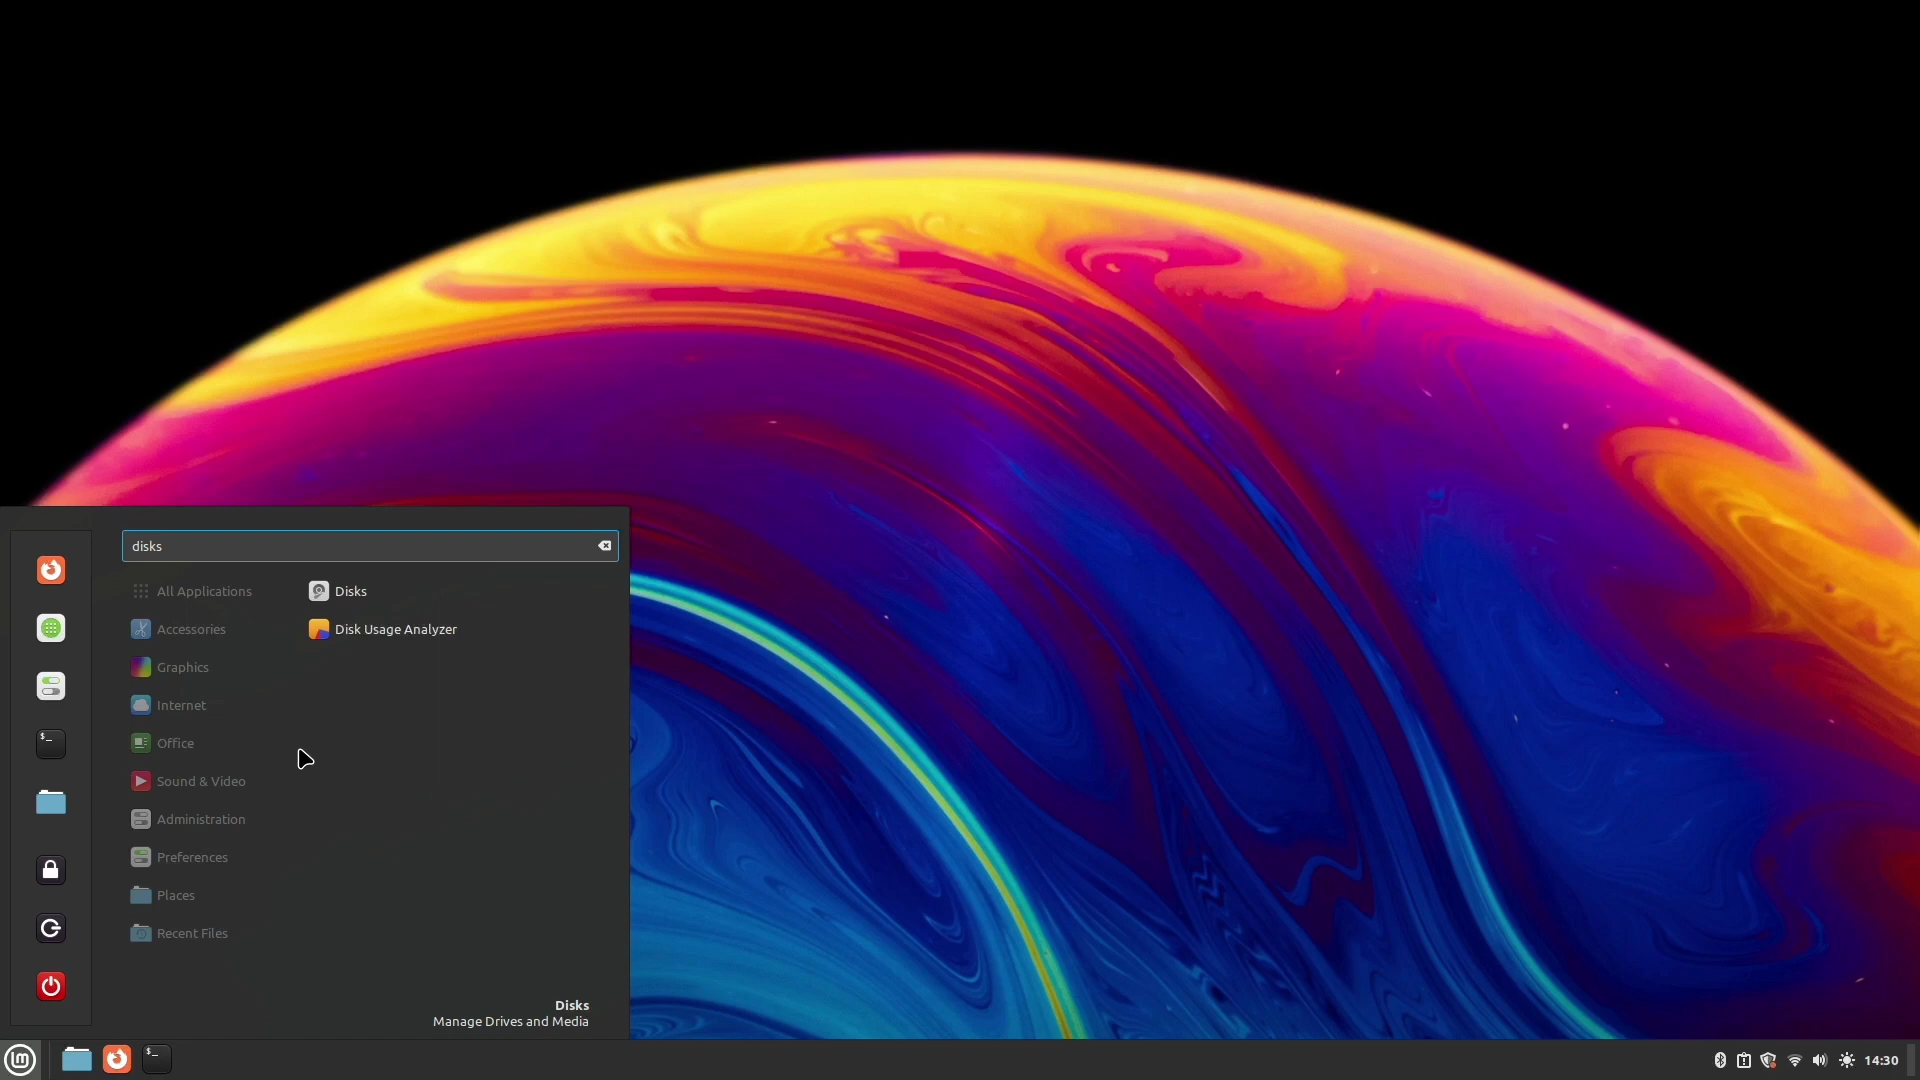 disks
All Applications
Disks
Accessories
Disk Usage Analyzer
Graphics
Internet
Office
Sound & Video
Administration
Preferences
Places
Recent Files
Disks
Manage Drives and Media
$_
$_
14:30